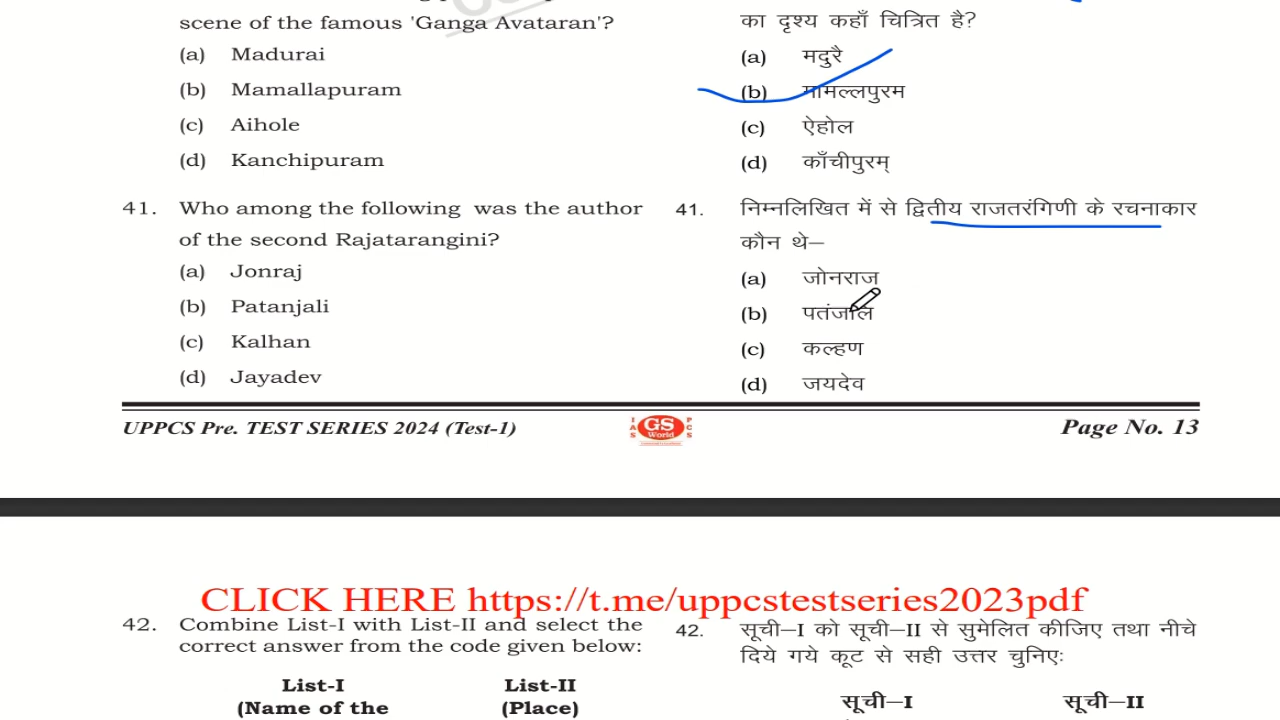 scene of the famous 'Ganga Avataran'?
(a) Madurai
(b) Mamallapuram
(c) Aihole
(d) Kanchipuram
41. Who among the following was the author
of the second Rajatarangini?
(a) Jonraj
(b) Patanjali
(c) Kalhan
(d) Jayadev
का दृश्य कहाँ चित्रित है?
(a) मदुरै
(b) मामल्लपुरम
(c) ऐहोल
(d) काँचीपुरम्
41. निम्नलिखित में से द्वितीय राजतरंगिणी के रचनाकार
कौन थे–
(a) जोनराज
(b) पतंजलि
(c) कल्हण
(d) जयदेव
UPPCS Pre. TEST SERIES 2024 (Test-1)
IAS
GS
World
PCS
Page No. 13
CLICK HERE https://t.me/uppcstestseries2023pdf
42. Combine List-I with List-II and select the
correct answer from the code given below:
List-I List-II
(Name of the (Place)
42. सूची–I को सूची–II से सुमेलित कीजिए तथा नीचे
दिये गये कूट से सही उत्तर चुनिएः
सूची–I सूची–II